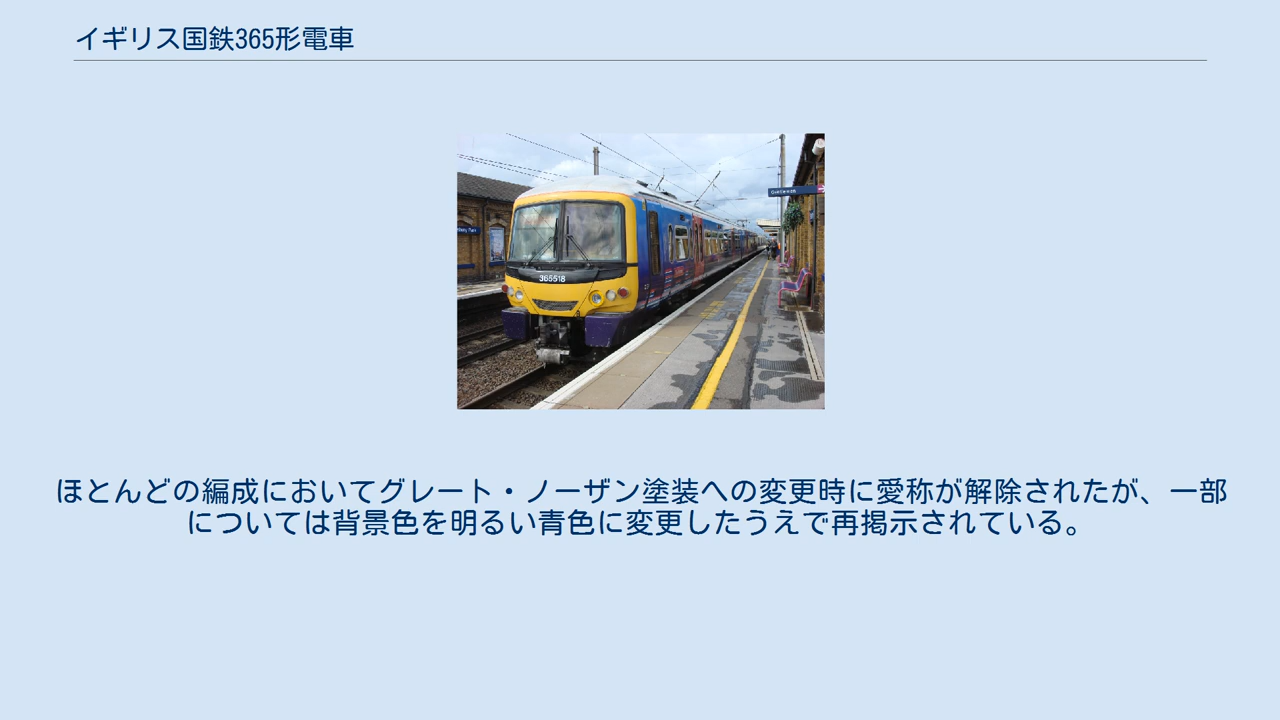 イギリス国鉄365形電車
365518
ほとんどの編成においてグレート・ノーザン塗装への変更時に愛称が解除されたが、一部
については背景色を明るい青色に変更したうえで再掲示されている。